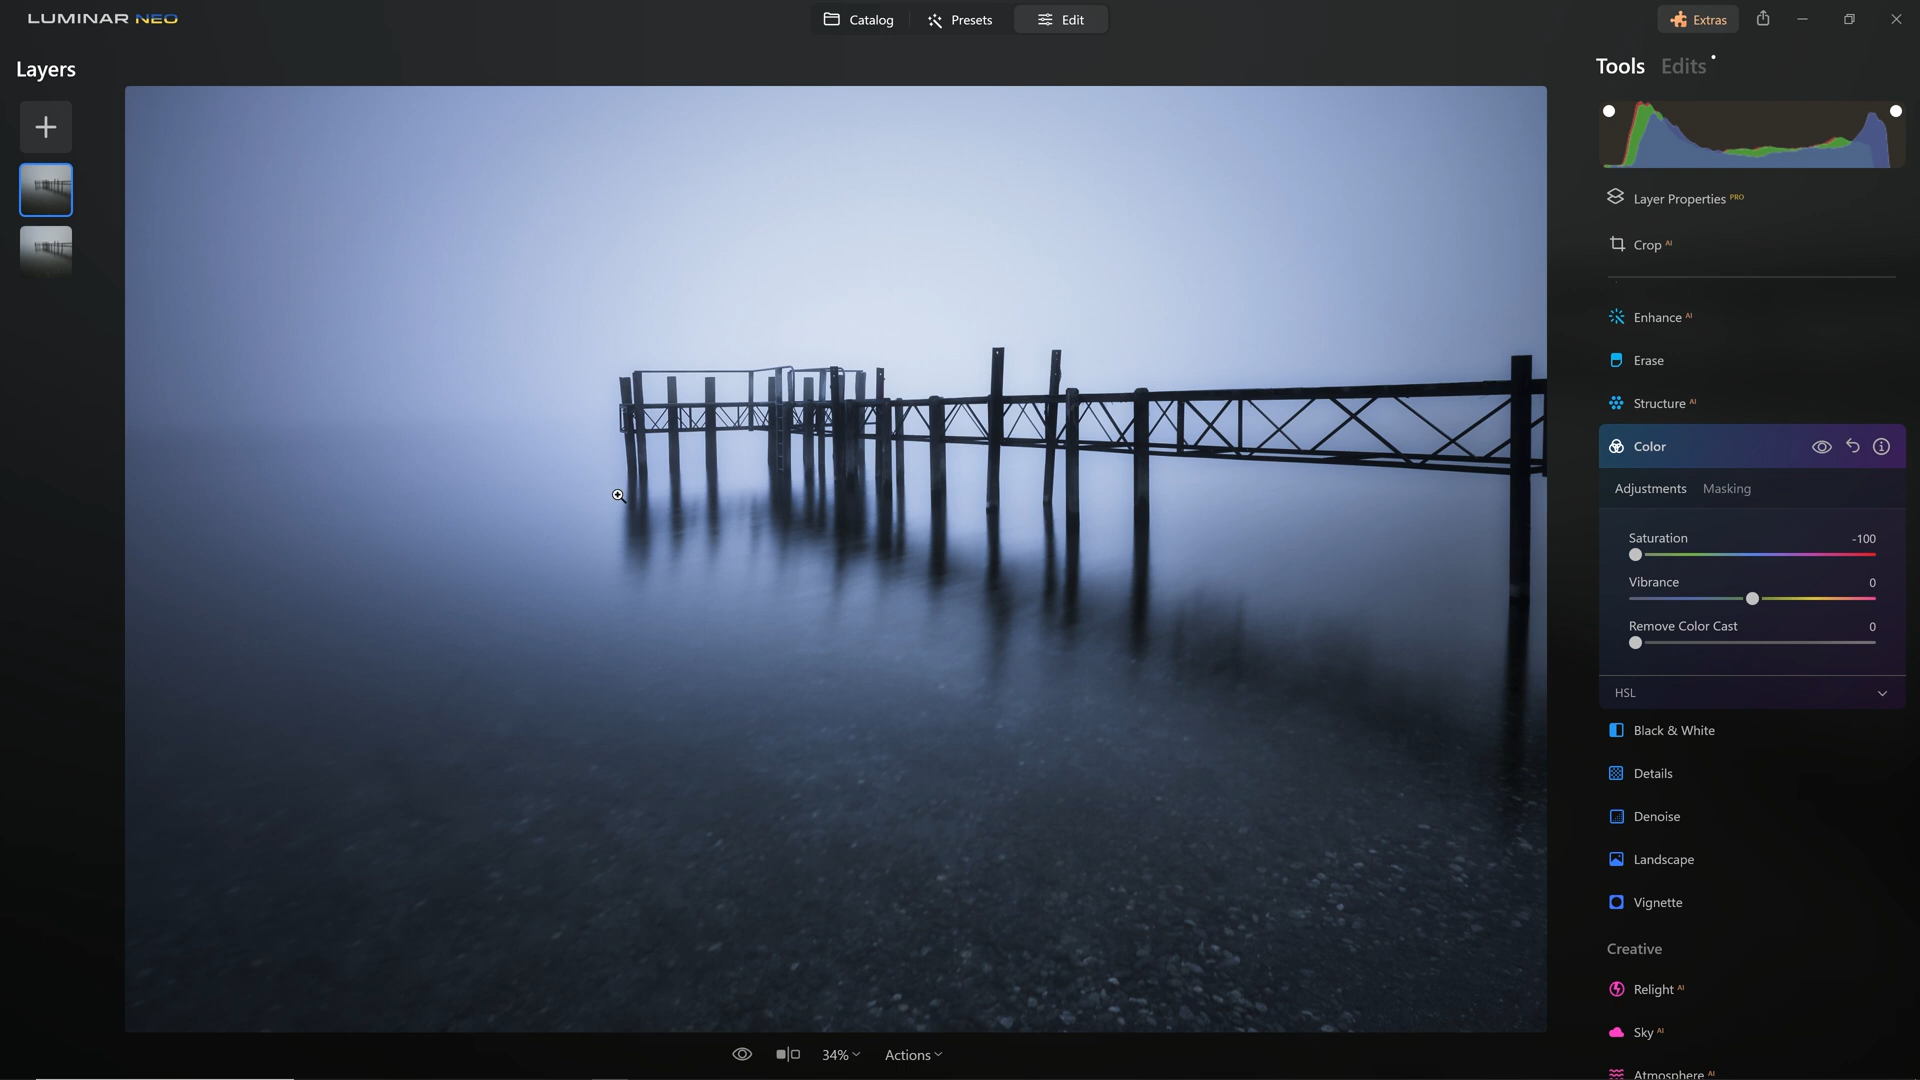 LUMINAR NEO
Catalog
Presets
Edit
Extras
Layers
Tools
Edits
Layer Properties PRO
Crop AI
Enhance AI
Erase
Structure AI
Color
Adjustments
Masking
Saturation
-100
Vibrance
0
Remove Color Cast
0
HSL
Black & White
Details
Denoise
Landscape
Vignette
Creative
Relight AI
Sky AI
Atmosphere AI
34%
Actions